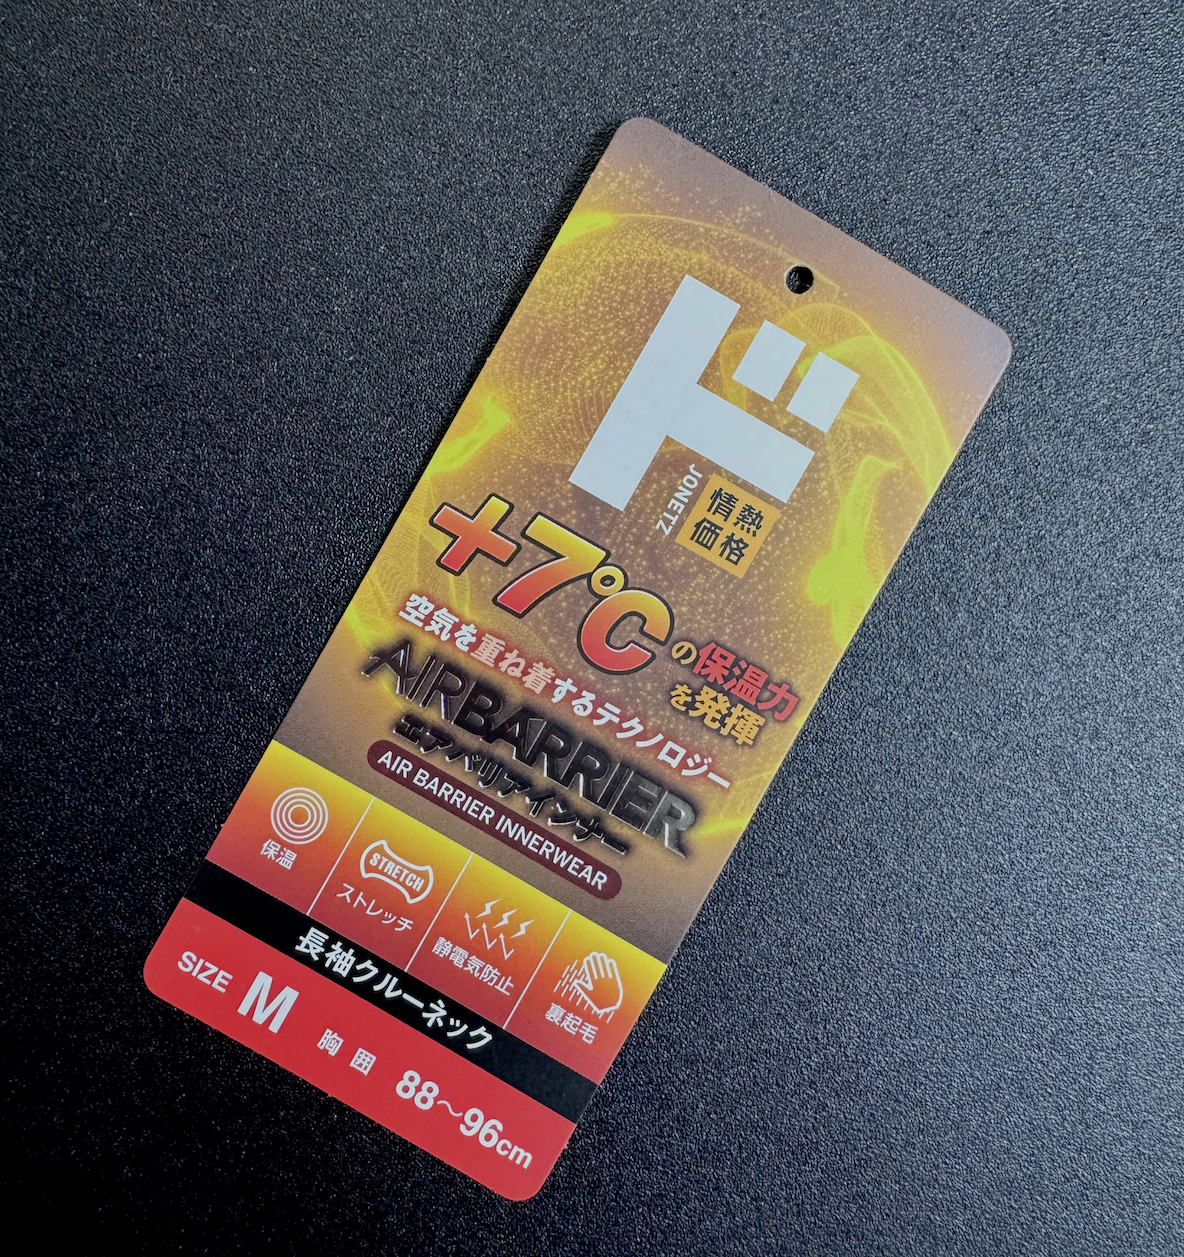 ド
JONETZ
情熱
価格
+7℃の保温力
を発揮
空気を重ね着するテクノロジー
AIRBARRIER
エアバリアインナー
AIR BARRIER INNERWEAR
保温
STRETCH
ストレッチ
静電気防止
裏起毛
長袖クルーネック
SIZE M 胸囲 88〜96cm